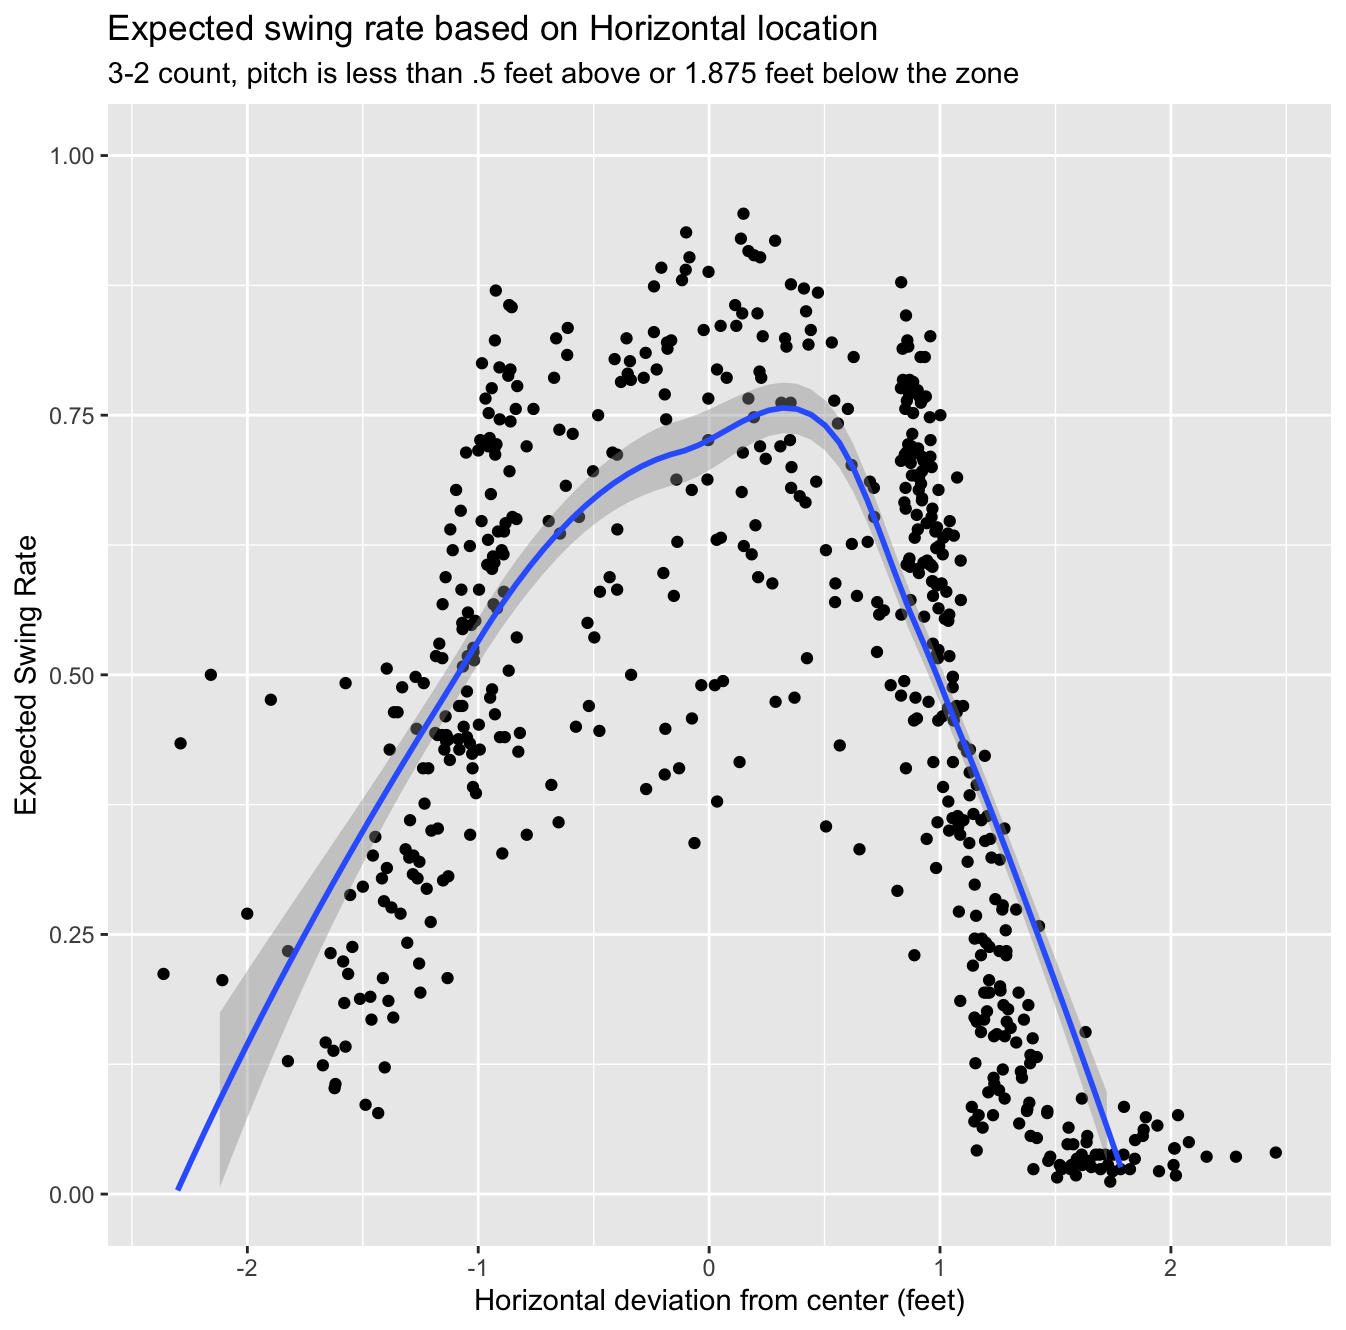 Expected swing rate based on Horizontal location
3-2 count, pitch is less than .5 feet above or 1.875 feet below the zone
1.00
0.75
0.50
0.25
0.00
Expected Swing Rate
-2 -1 0 1 2
Horizontal deviation from center (feet)